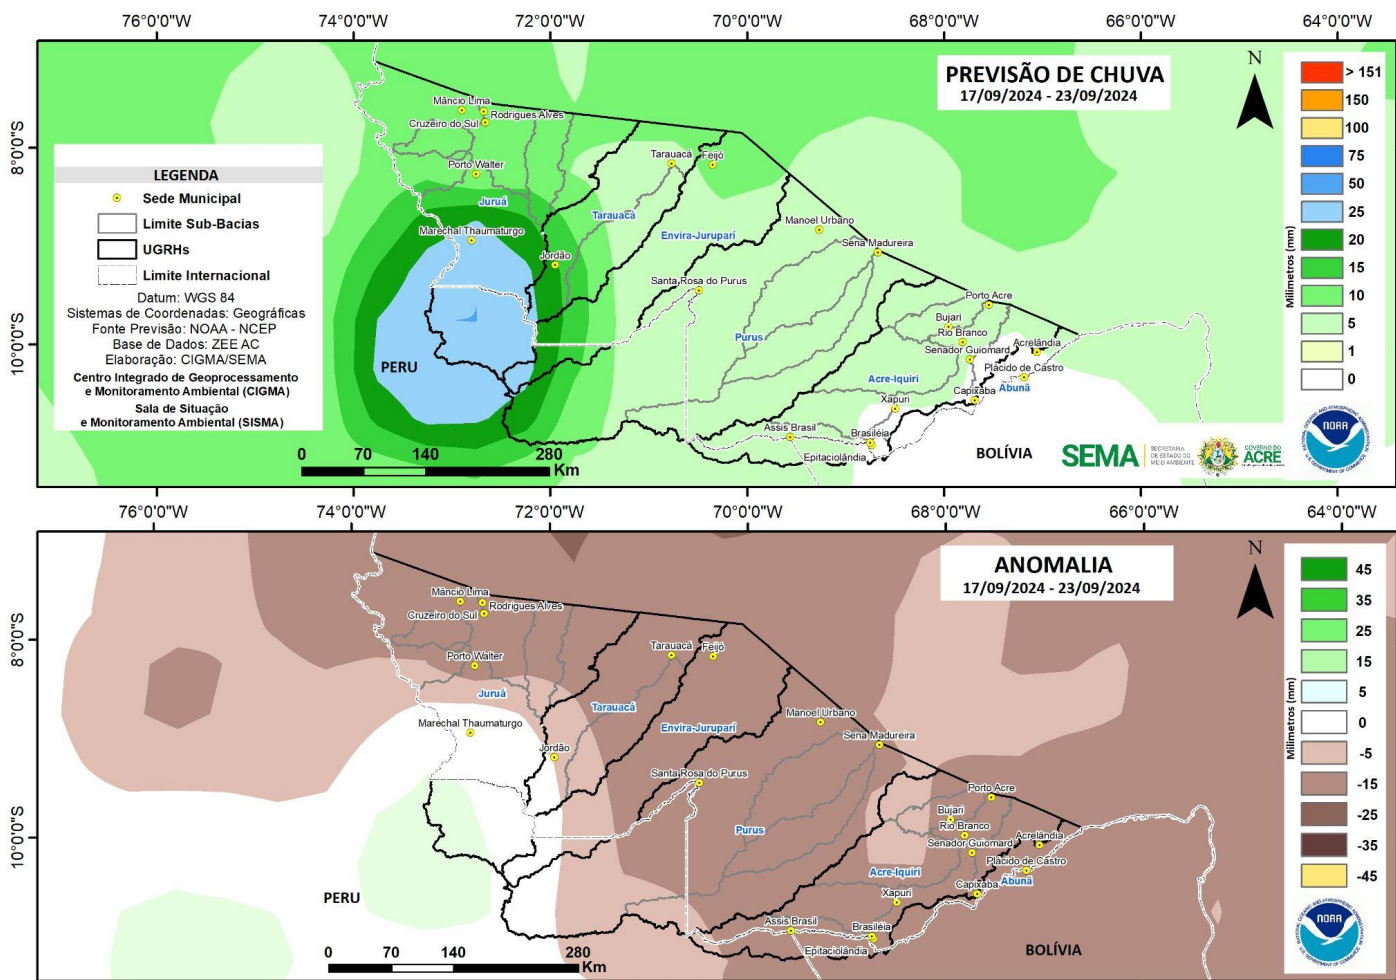 76°0'0"W 74°0'0"W 72°0'0"W 70°0'0"W 68°0'0"W 66°0'0"W 64°0'0"W
8°0'0"S
10°0'0"S
PREVISÃO DE CHUVA
17/09/2024 - 23/09/2024
N
LEGENDA
Sede Municipal
Limite Sub-Bacias
UGRHs
Limite Internacional
Datum: WGS 84
Sistemas de Coordenadas: Geográficas
Fonte Previsão: NOAA - NCEP
Base de Dados: ZEE AC
Elaboração: CIGMA/SEMA
Centro Integrado de Geoprocessamento
e Monitoramento Ambiental (CIGMA)
Sala de Situação
e Monitoramento Ambiental (SISMA)
Mâncio Lima
Rodrigues Alves
Cruzeiro do Sul
Porto Walter
Juruá
Marechal Thaumaturgo
Jordão
Tarauacá
Feijó
Tarauacá
Envira-Juruparí
Manoel Urbano
Sena Madureira
Santa Rosa do Purus
Purus
Porto Acre
Bujari
Rio Branco
Senador Guiomard
Acrelândia
Plácido de Castro
Abunã
Acre-Iquiri
Capixaba
Xapuri
Assis Brasil
Brasiléia
Epitaciolândia
PERU
BOLÍVIA
0 70 140 280
Km
Milímetros (mm)
> 151
150
100
75
50
25
20
15
10
5
1
0
SEMA
SECRETARIA
DE ESTADO DO
MEIO AMBIENTE
GOVERNO DO
ACRE
NOAA
76°0'0"W 74°0'0"W 72°0'0"W 70°0'0"W 68°0'0"W 66°0'0"W 64°0'0"W
8°0'0"S
10°0'0"S
ANOMALIA
17/09/2024 - 23/09/2024
N
Mâncio Lima
Rodrigues Alves
Cruzeiro do Sul
Porto Walter
Juruá
Marechal Thaumaturgo
Jordão
Tarauacá
Feijó
Tarauacá
Envira-Juruparí
Manoel Urbano
Sena Madureira
Santa Rosa do Purus
Purus
Porto Acre
Bujari
Rio Branco
Senador Guiomard
Acrelândia
Plácido de Castro
Abunã
Acre-Iquiri
Capixaba
Xapuri
Assis Brasil
Brasiléia
Epitaciolândia
PERU
BOLÍVIA
0 70 140 280
Km
Milímetros (mm)
45
35
25
15
5
0
-5
-15
-25
-35
-45
NOAA